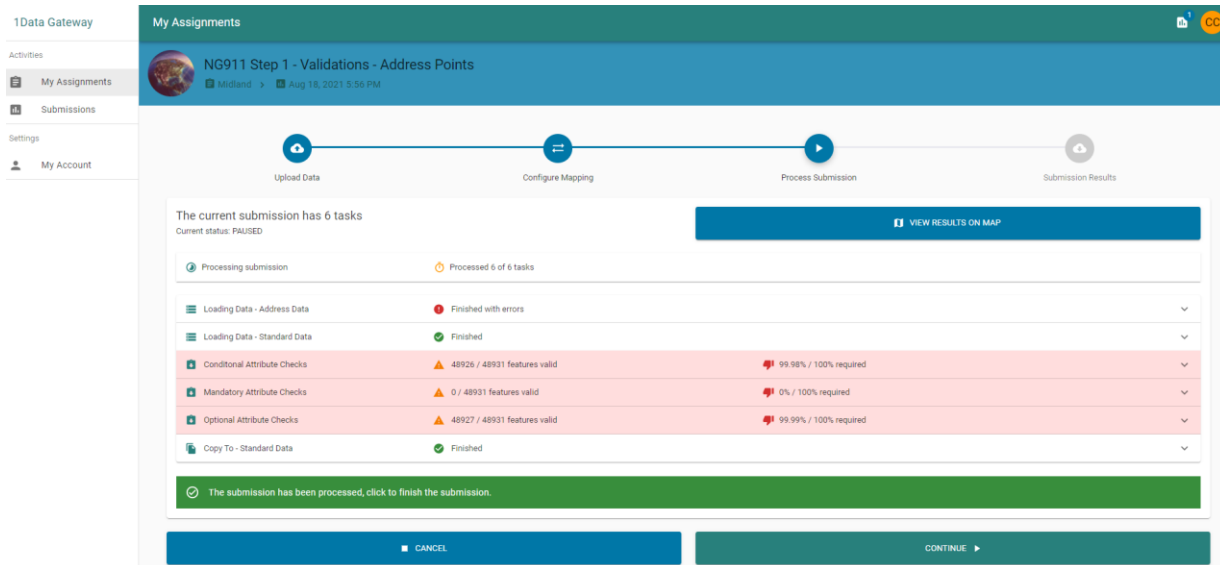 1Data Gateway
My Assignments
1
CC
Activities
My Assignments
Submissions
Settings
My Account
NG911 Step 1 - Validations - Address Points
Midland > Aug 18, 2021 5:56 PM
Upload Data
Configure Mapping
Process Submission
Submission Results
The current submission has 6 tasks
Current status: PAUSED
VIEW RESULTS ON MAP
Processing submission Processed 6 of 6 tasks
Loading Data - Address Data Finished with errors
Loading Data - Standard Data Finished
Conditonal Attribute Checks 48926 / 48931 features valid 99.98% / 100% required
Mandatory Attribute Checks 0 / 48931 features valid 0% / 100% required
Optional Attribute Checks 48927 / 48931 features valid 99.99% / 100% required
Copy To - Standard Data Finished
The submission has been processed, click to finish the submission.
CANCEL
CONTINUE